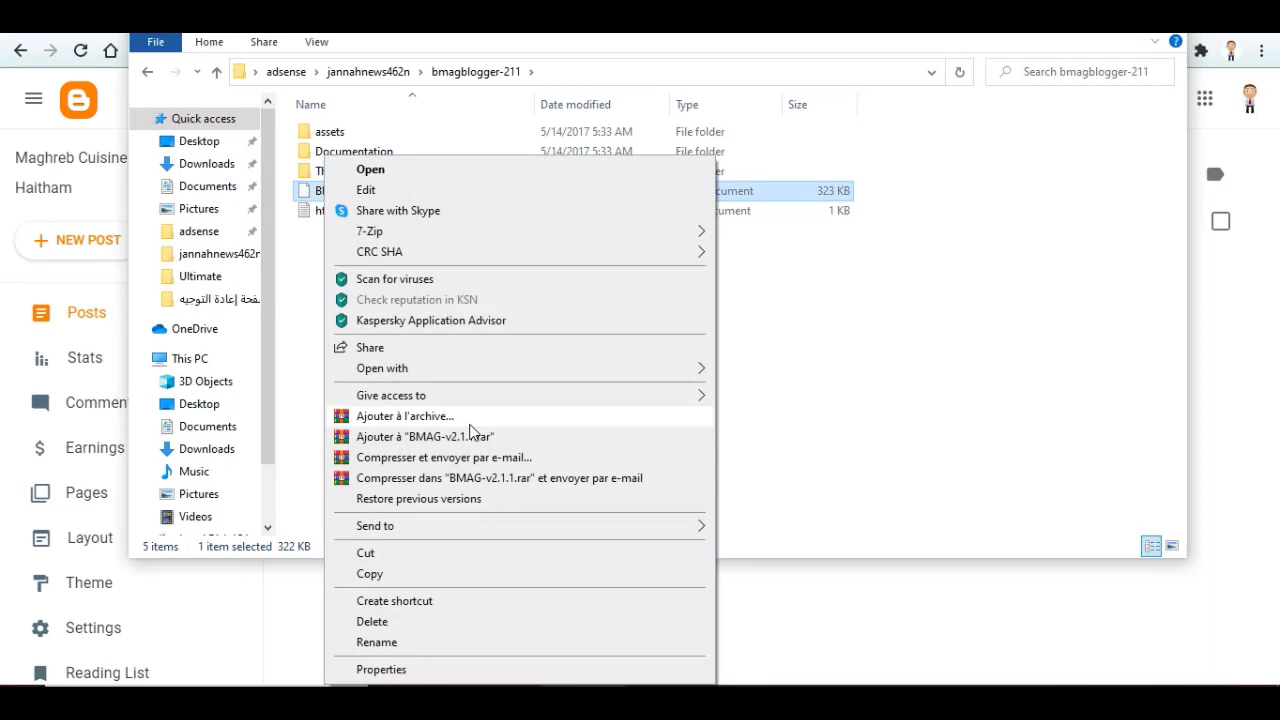 File Home Share View
adsense › jannahnews462n › bmagblogger-211 ›
Search bmagblogger-211
Maghreb Cuisine
Haitham
NEW POST
Posts
Stats
Commen
Earnings
Pages
Layout
Theme
Settings
Reading List
Quick access
Desktop
Downloads
Documents
Pictures
adsense
jannahnews462n
Ultimate
صفحة إعادة التوجيه
OneDrive
This PC
3D Objects
Desktop
Documents
Downloads
Music
Pictures
Videos
Name Date modified Type Size
assets 5/14/2017 5:33 AM File folder
Documentation 5/14/2017 5:33 AM File folder
323 KB
1 KB
Open
Edit
Share with Skype
7-Zip
CRC SHA
Scan for viruses
Check reputation in KSN
Kaspersky Application Advisor
Share
Open with
Give access to
Ajouter à l'archive...
Ajouter à "BMAG-v2.1.1.rar"
Compresser et envoyer par e-mail...
Compresser dans "BMAG-v2.1.1.rar" et envoyer par e-mail
Restore previous versions
Send to
Cut
Copy
Create shortcut
Delete
Rename
Properties
5 items 1 item selected 322 KB